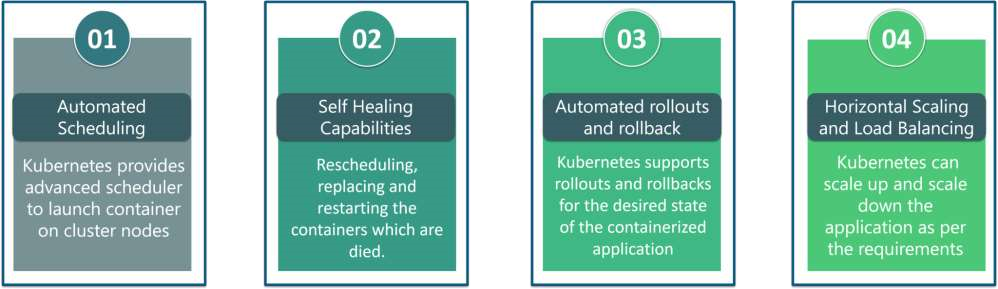 01
Automated
Scheduling
Kubernetes provides
advanced scheduler
to launch container
on cluster nodes
02
Self Healing
Capabilities
Rescheduling,
replacing and
restarting the
containers which are
died.
03
Automated rollouts
and rollback
Kubernetes supports
rollouts and rollbacks
for the desired state
of the containerized
application
04
Horizontal Scaling
and Load Balancing
Kubernetes can
scale up and scale
down the
application as per
the requirements